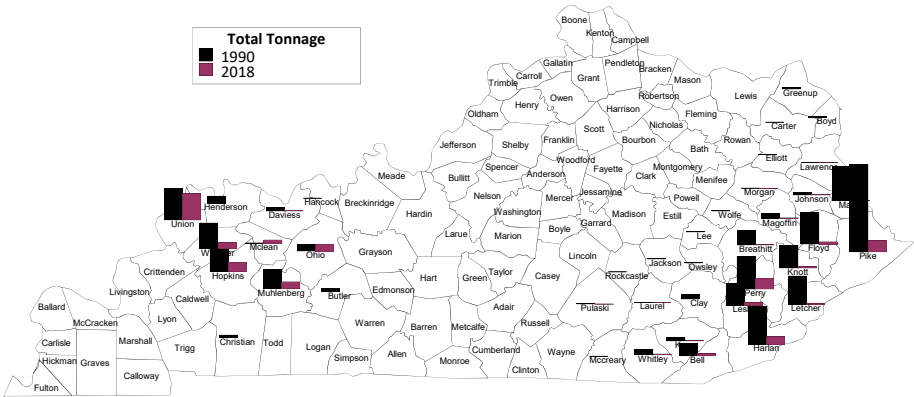 Total Tonnage
1990
2018
Boone
Kenton
Campbell
Gallatin
Pendleton
Carroll
Grant
Bracken
Trimble
Mason
Owen
Lewis
Greenup
Henry
Robertson
Oldham
Harrison
Fleming
Boyd
Carter
Nicholas
Scott
Jefferson
Shelby
Franklin
Bourbon
Rowan
Bath
Elliott
Woodford
Spencer
Lawrence
Anderson
Fayette
Montgomery
Meade
Bullitt
Clark
Menifee
Morgan
Johnson
Jessamine
Nelson
Mercer
Powell
Hancock
Breckinridge
Henderson
Daviess
Hardin
Washington
Madison
Estill
Wolfe
Magoffin
Union
Garrard
Boyle
Larue
Marion
Lee
Mclean
Ohio
Grayson
Breathitt
Floyd
Pike
Lincoln
Jackson
Owsley
Knott
Crittenden
Hopkins
Hart
Green
Taylor
Casey
Rockcastle
Livingston
Muhlenberg
Butler
Edmonson
Perry
Caldwell
Clay
Ballard
Adair
Pulaski
Laurel
Letcher
Lyon
McCracken
Warren
Barren
Metcalfe
Russell
Carlisle
Marshall
Christian
Todd
Logan
Harlan
Trigg
Hickman
Graves
Simpson
Allen
Monroe
Cumberland
Wayne
Mccreary
Whitley
Bell
Clinton
Calloway
Fulton